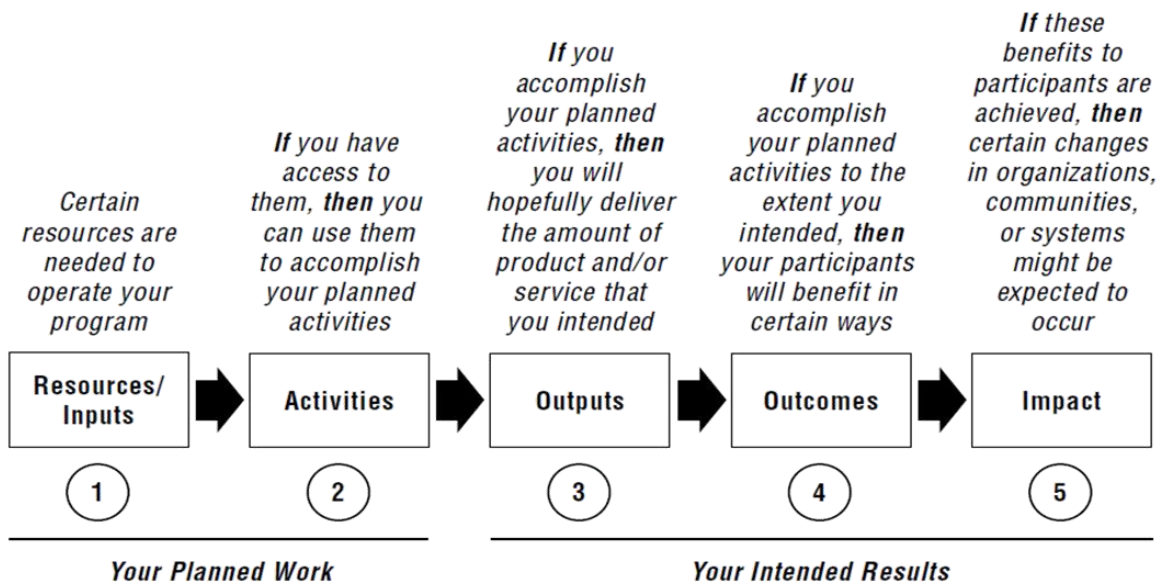 Certain
resources are
needed to
operate your
program
If you have
access to
them, then you
can use them
to accomplish
your planned
activities
If you
accomplish
your planned
activities, then
you will
hopefully deliver
the amount of
product and/or
service that
you intended
If you
accomplish
your planned
activities to the
extent you
intended, then
your participants
will benefit in
certain ways
If these
benefits to
participants are
achieved, then
certain changes
in organizations,
communities,
or systems
might be
expected to
occur
Resources/
Inputs
Activities
Outputs
Outcomes
Impact
1
2
3
4
5
Your Planned Work
Your Intended Results